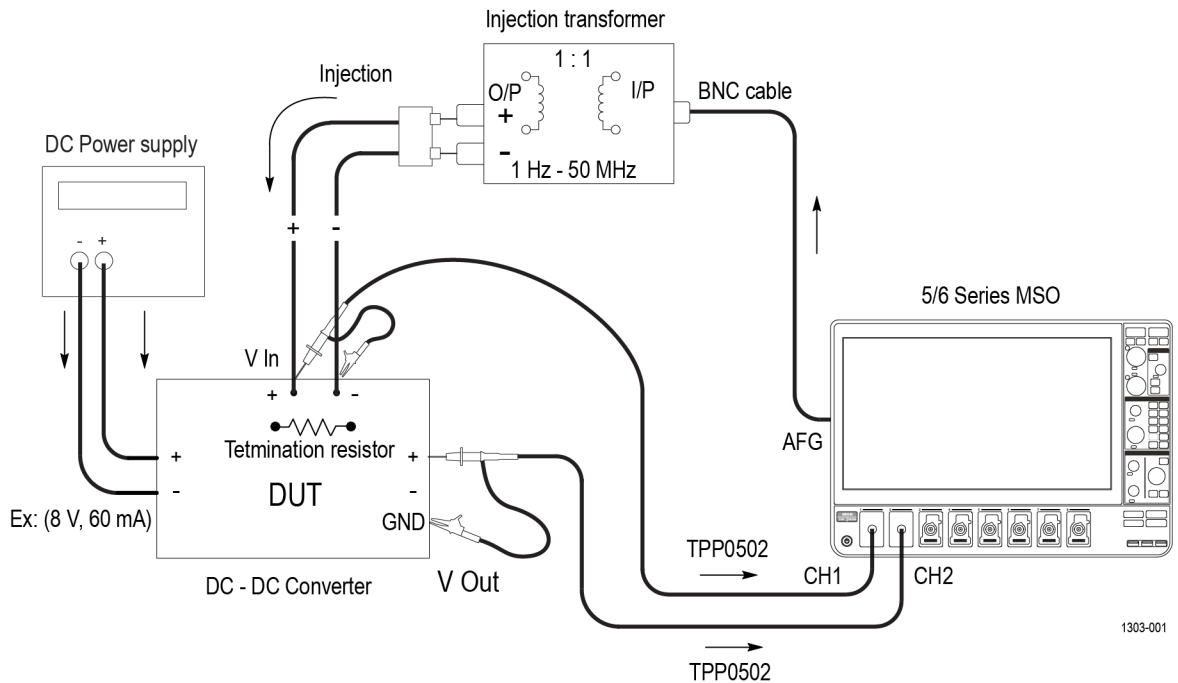 Injection transformer
1 : 1
Injection
O/P
I/P
BNC cable
+
-
1 Hz - 50 MHz
DC Power supply
- +
+ -
5/6 Series MSO
V In
+ -
Tetmination resistor
AFG
+
-
+
-
DUT
Ex: (8 V, 60 mA)
GND
DC - DC Converter
V Out
TPP0502
CH1
CH2
1303-001
TPP0502